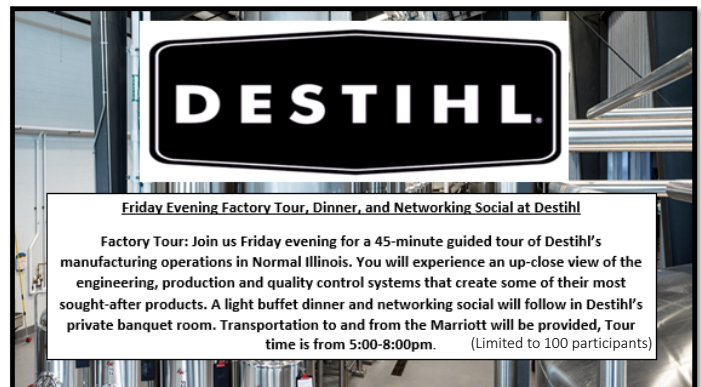 DESTIHL®
Friday Evening Factory Tour, Dinner, and Networking Social at Destihl
Factory Tour: Join us Friday evening for a 45-minute guided tour of Destihl’s
manufacturing operations in Normal Illinois. You will experience an up-close view of the
engineering, production and quality control systems that create some of their most
sought-after products. A light buffet dinner and networking social will follow in Destihl’s
private banquet room. Transportation to and from the Marriott will be provided, Tour
time is from 5:00-8:00pm. (Limited to 100 participants)